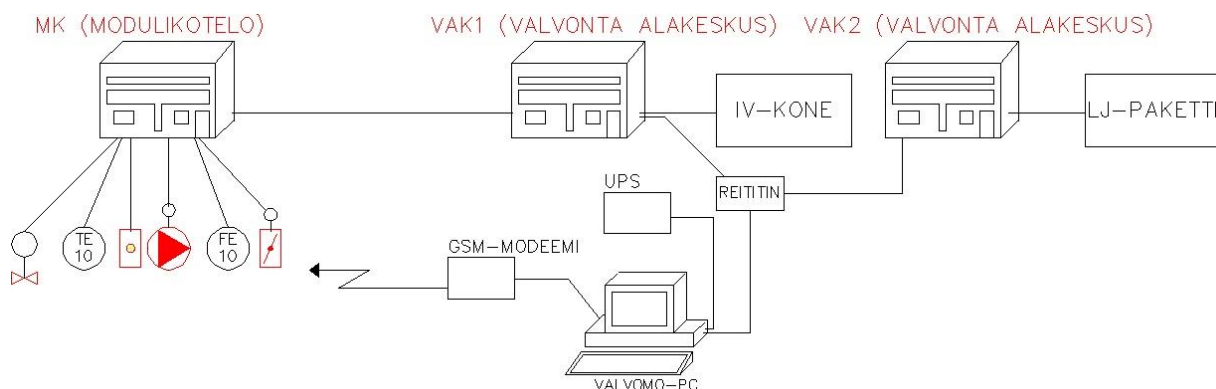 MK (MODULIKOTELO)
VAK1 (VALVONTA ALAKESKUS)
VAK2 (VALVONTA ALAKESKUS)
IV-KONE
LJ-PAKETTI
REITITIN
UPS
TE
10
FE
10
GSM-MODEEMI
VALVOMO-PC